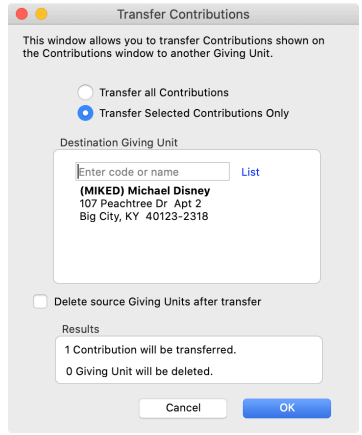 Transfer Contributions
This window allows you to transfer Contributions shown on
the Contributions window to another Giving Unit.
Transfer all Contributions
Transfer Selected Contributions Only
Destination Giving Unit
Enter code or name List
(MIKED) Michael Disney
107 Peachtree Dr Apt 2
Big City, KY 40123-2318
Delete source Giving Units after transfer
Results
1 Contribution will be transferred.
0 Giving Unit will be deleted.
Cancel OK